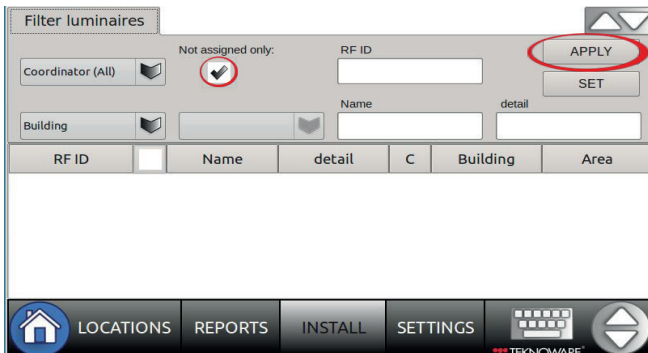 Filter luminaires
Not assigned only:
RF ID
APPLY
Coordinator (All)
SET
Name
detail
Building
RF ID Name detail C Building Area
LOCATIONS REPORTS INSTALL SETTINGS
TEKNOWARE